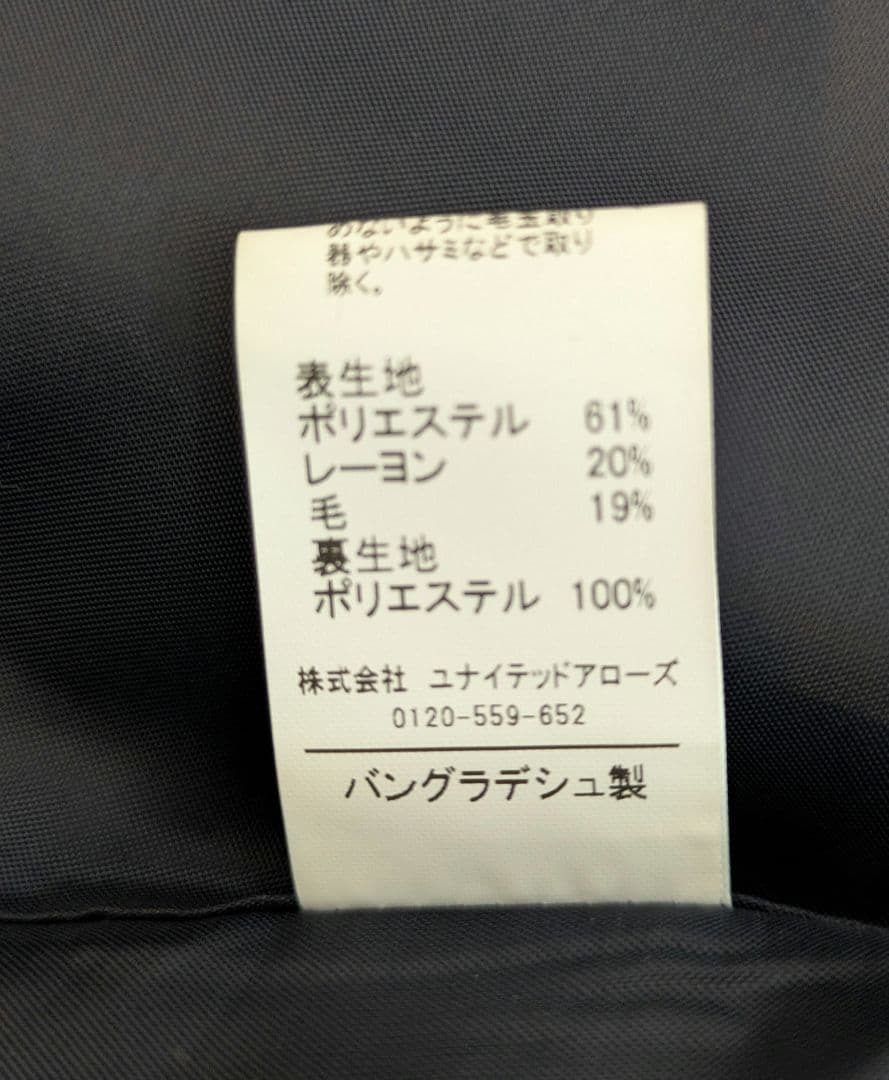 めないように毛玉取り
器やハサミなどで取り
除く。
表生地
ポリエステル 61%
レーヨン 20%
毛 19%
裏生地
ポリエステル 100%
株式会社 ユナイテッドアローズ
0120-559-652
バングラデシュ製